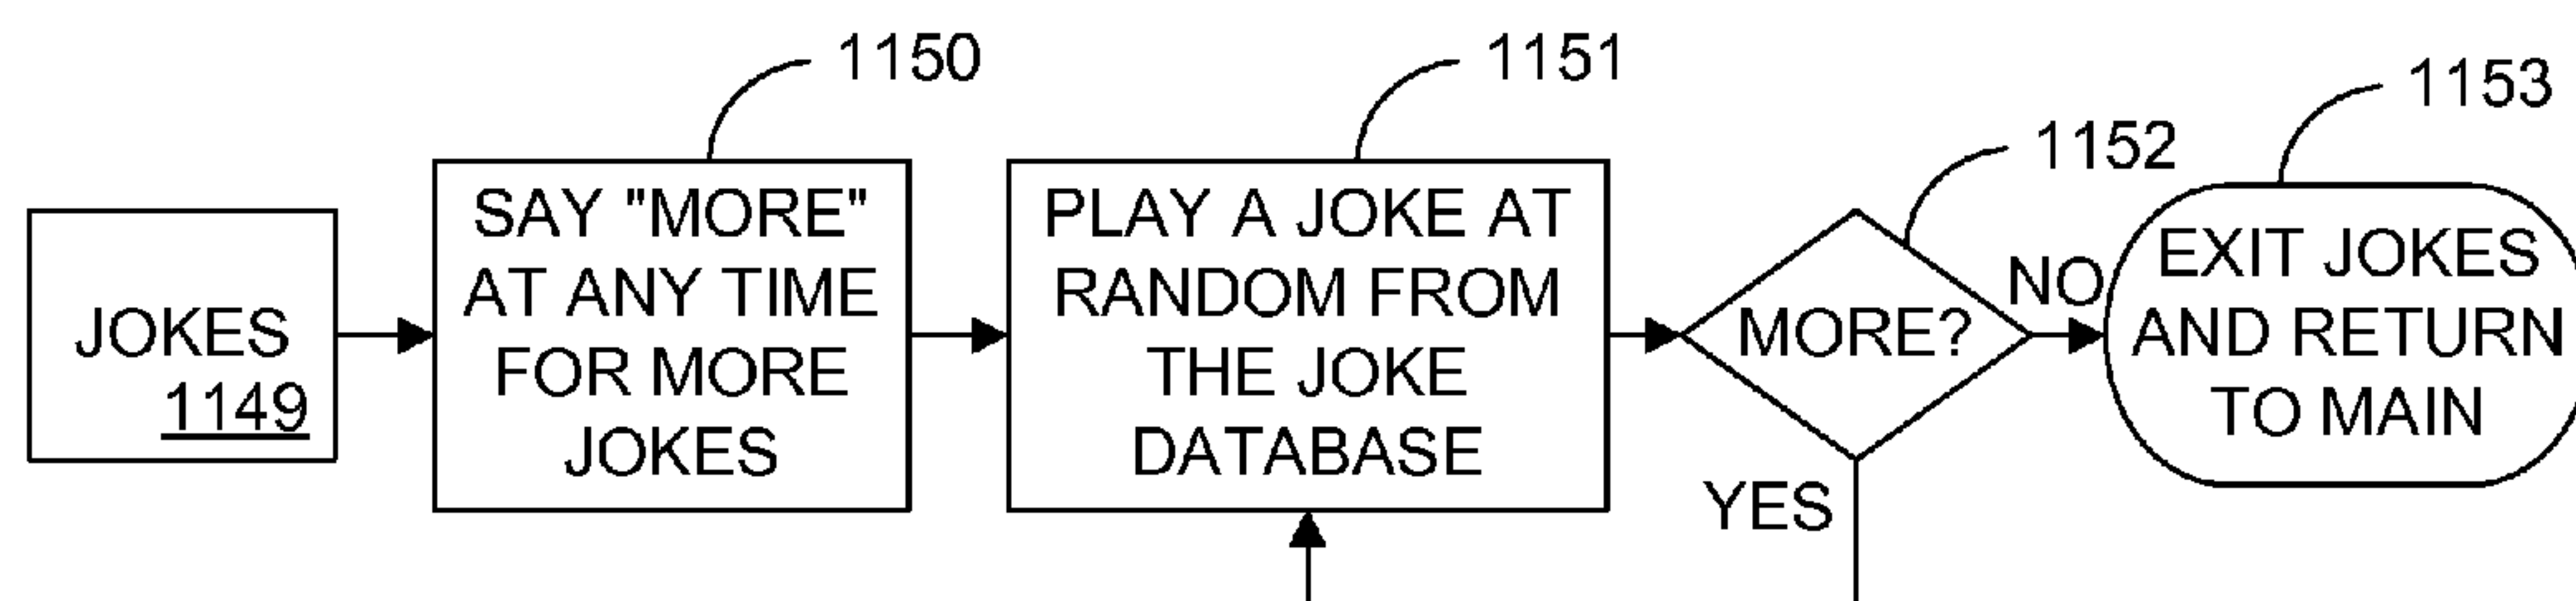 1150
1151
1153
1152
JOKES
1149
SAY "MORE"
AT ANY TIME
FOR MORE
JOKES
PLAY A JOKE AT
RANDOM FROM
THE JOKE
DATABASE
MORE?
NO
YES
EXIT JOKES
AND RETURN
TO MAIN